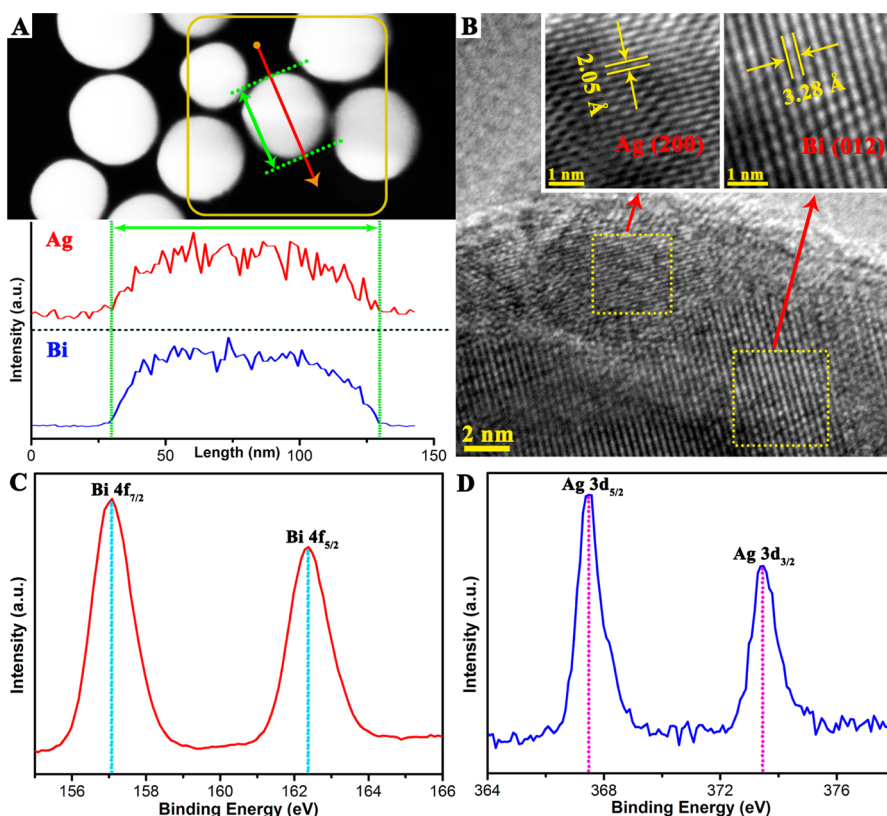 A
Ag
Bi
Intensity (a.u.)
0
50
100
150
Length (nm)
B
2.05 Å
Ag (200)
1 nm
3.28 Å
Bi (012)
1 nm
2 nm
C
Bi 4f7/2
Bi 4f5/2
Intensity (a.u.)
156
158
160
162
164
166
Binding Energy (eV)
D
Ag 3d5/2
Ag 3d3/2
Intensity (a.u.)
364
368
372
376
Binding Energy (eV)